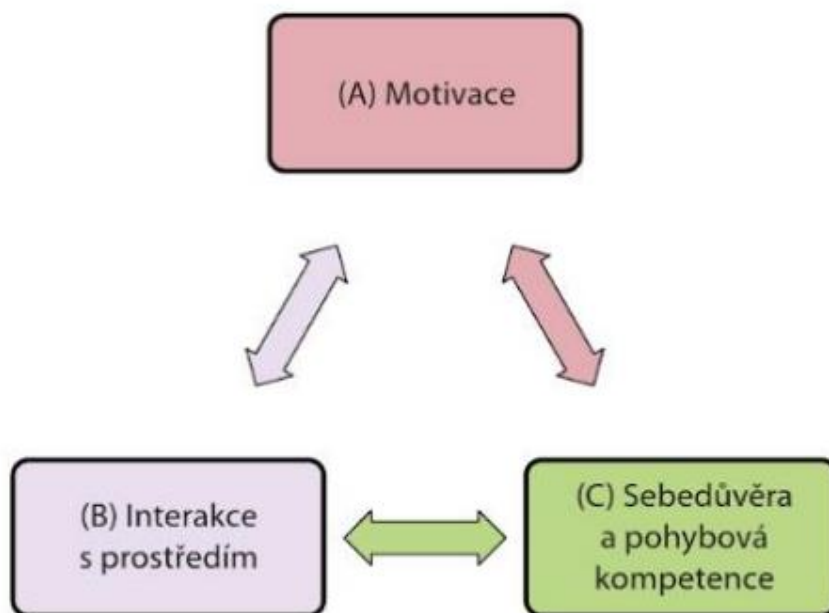 (A) Motivace
(B) Interakce
s prostředím
(C) Sebedůvěra
a pohybová
kompetence